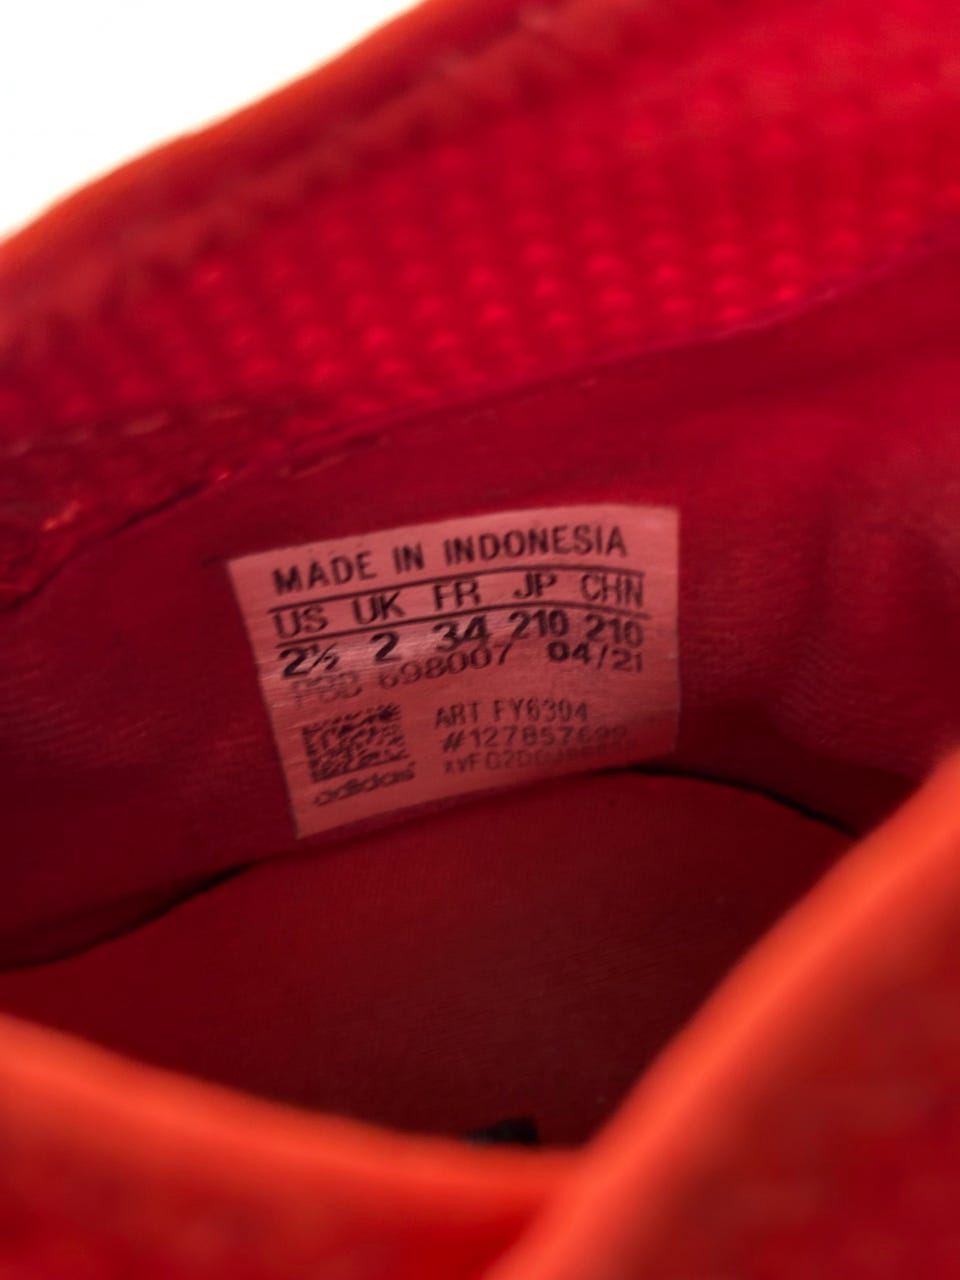 MADE IN INDONESIA
US UK FR JP CHN
2½ 2 34 210 210
698007 04/21
ART FY6304
adidas